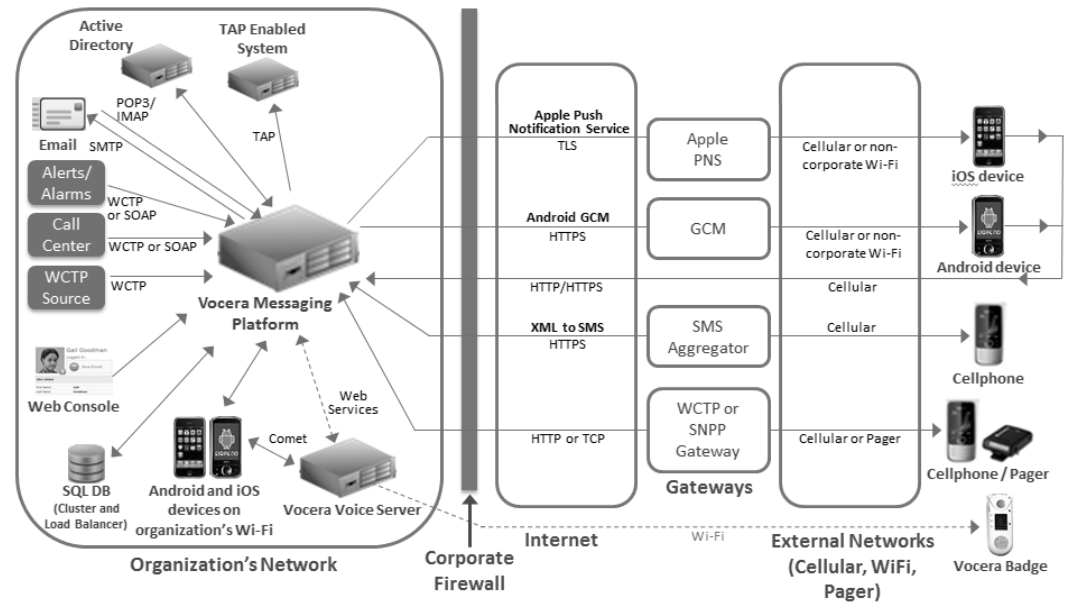 Active
Directory
TAP Enabled
System
POP3/
IMAP
TAP
Email
SMTP
Alerts/
Alarms
WCTP
or SOAP
Call
Center
WCTP or SOAP
WCTP
Source
WCTP
Vocera Messaging
Platform
Gail Goodman
Web Console
Web
Services
Comet
SQL DB
(Cluster and
Load Balancer)
Android and iOS
devices on
organization's Wi-Fi
Vocera Voice Server
Organization's Network
Corporate
Firewall
Apple Push
Notification Service
TLS
Android GCM
HTTPS
HTTP/HTTPS
XML to SMS
HTTPS
HTTP or TCP
Internet
Apple
PNS
GCM
SMS
Aggregator
WCTP or
SNPP
Gateway
Gateways
Wi-Fi
Cellular or non-
corporate Wi-Fi
Cellular or non-
corporate Wi-Fi
Cellular
Cellular
Cellular or Pager
External Networks
(Cellular, WiFi,
Pager)
iOS device
Android device
Cellphone
Cellphone / Pager
Vocera Badge